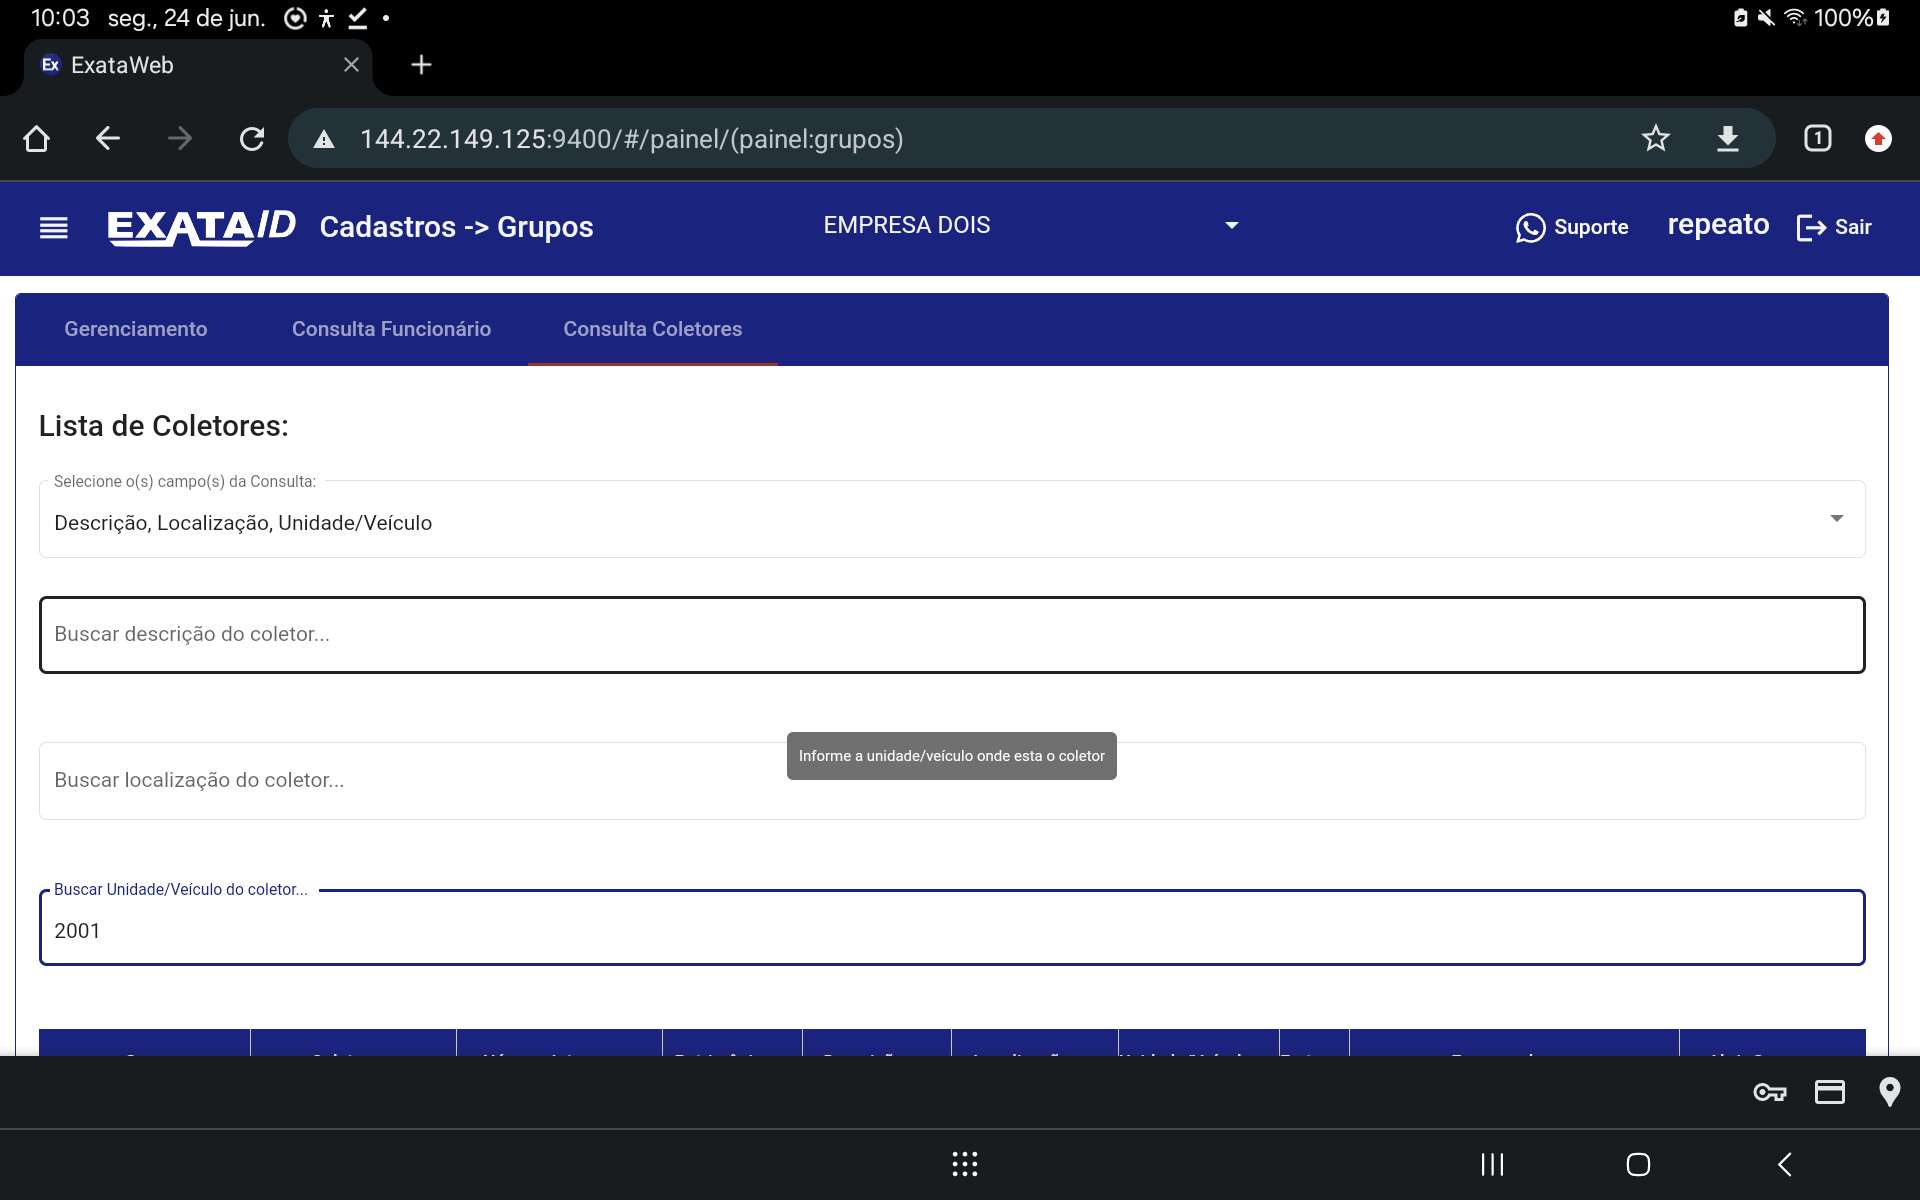 10:03 seg., 24 de jun.
100%
Ex ExataWeb
144.22.149.125:9400/#/painel/(painel:grupos)
1
EXATA/ID Cadastros -> Grupos
EMPRESA DOIS
Suporte
repeato
Sair
Gerenciamento
Consulta Funcionário
Consulta Coletores
Lista de Coletores:
Selecione o(s) campo(s) da Consulta:
Descrição, Localização, Unidade/Veículo
Buscar descrição do coletor...
Informe a unidade/veículo onde esta o coletor
Buscar localização do coletor...
Buscar Unidade/Veículo do coletor...
2001